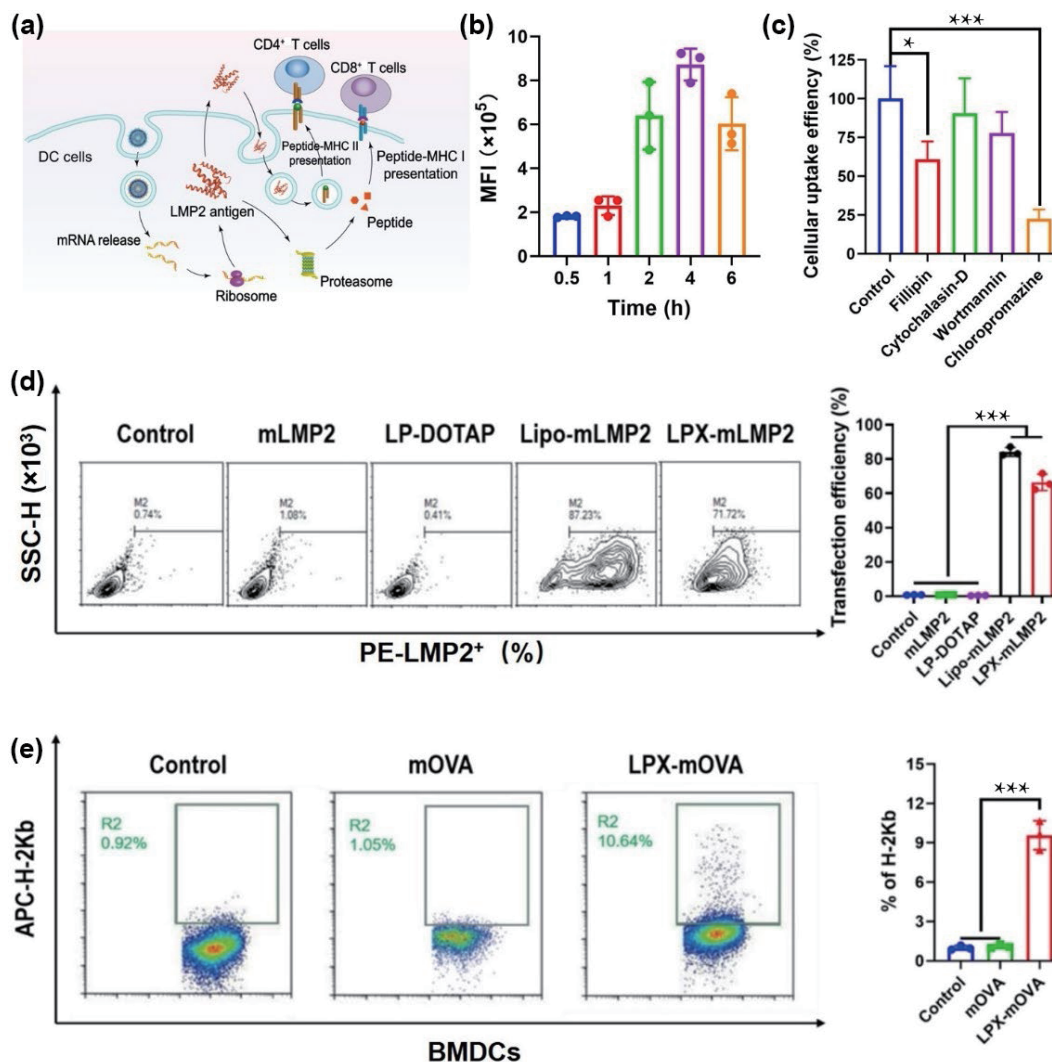 (a)
CD4⁺ T cells
CD8⁺ T cells
DC cells
Peptide-MHC II
presentation
Peptide-MHC I
presentation
LMP2 antigen
Peptide
mRNA release
Ribosome
Proteasome
(b)
MFI (×10⁵)
10
8
6
4
2
0
0.5
1
2
4
6
Time (h)
(c)
Cellular uptake effiency (%)
125
100
75
50
25
0
*
***
Control
Fillipin
Cytochalasin-D
Wortmannin
Chloropromazine
(d)
SSC-H (×10³)
Control
mLMP2
LP-DOTAP
Lipo-mLMP2
LPX-mLMP2
M2
0.74%
M2
1.08%
M2
0.41%
M2
87.23%
M2
71.72%
PE-LMP2⁺ (%)
Transfection efficiency (%)
100
80
60
40
20
0
***
Control
mLMP2
LP-DOTAP
Lipo-mLMP2
LPX-mLMP2
(e)
APC-H-2Kb
Control
mOVA
LPX-mOVA
R2
0.92%
R2
1.05%
R2
10.64%
BMDCs
% of H-2Kb
15
12
9
6
3
0
***
Control
mOVA
LPX-mOVA